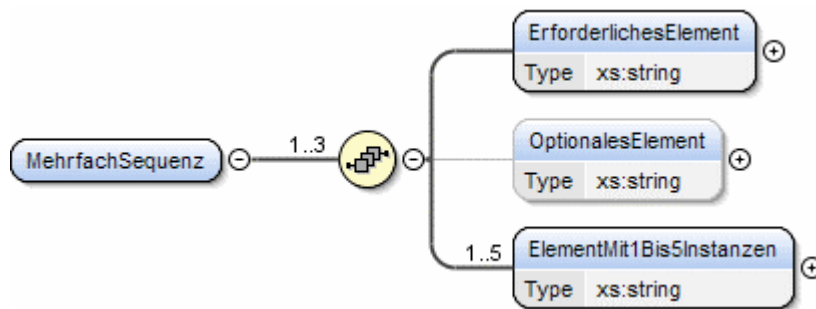 ErforderlichesElement
Type xs:string
1..3
MehrfachSequenz
OptionalesElement
Type xs:string
1..5
ElementMit1Bis5Instanzen
Type xs:string